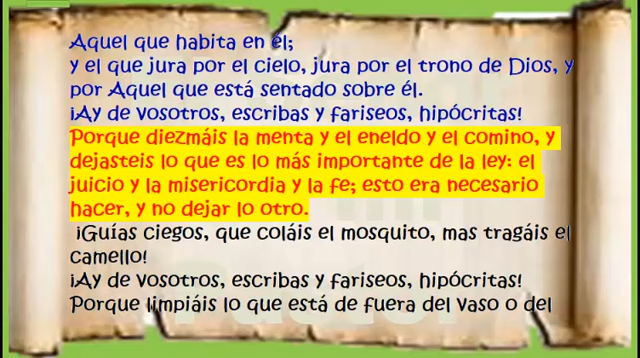 Aquel que habita en él;
y el que jura por el cielo, jura por el trono de Dios, y
por Aquel que está sentado sobre él.
¡Ay de vosotros, escribas y fariseos, hipócritas!
Porque diezmáis la menta y el eneldo y el comino, y
dejasteis lo que es lo más importante de la ley: el
juicio y la misericordia y la fe; esto era necesario
hacer, y no dejar lo otro.
¡Guías ciegos, que coláis el mosquito, mas tragáis el
camello!
¡Ay de vosotros, escribas y fariseos, hipócritas!
Porque limpiáis lo que está de fuera del vaso o del